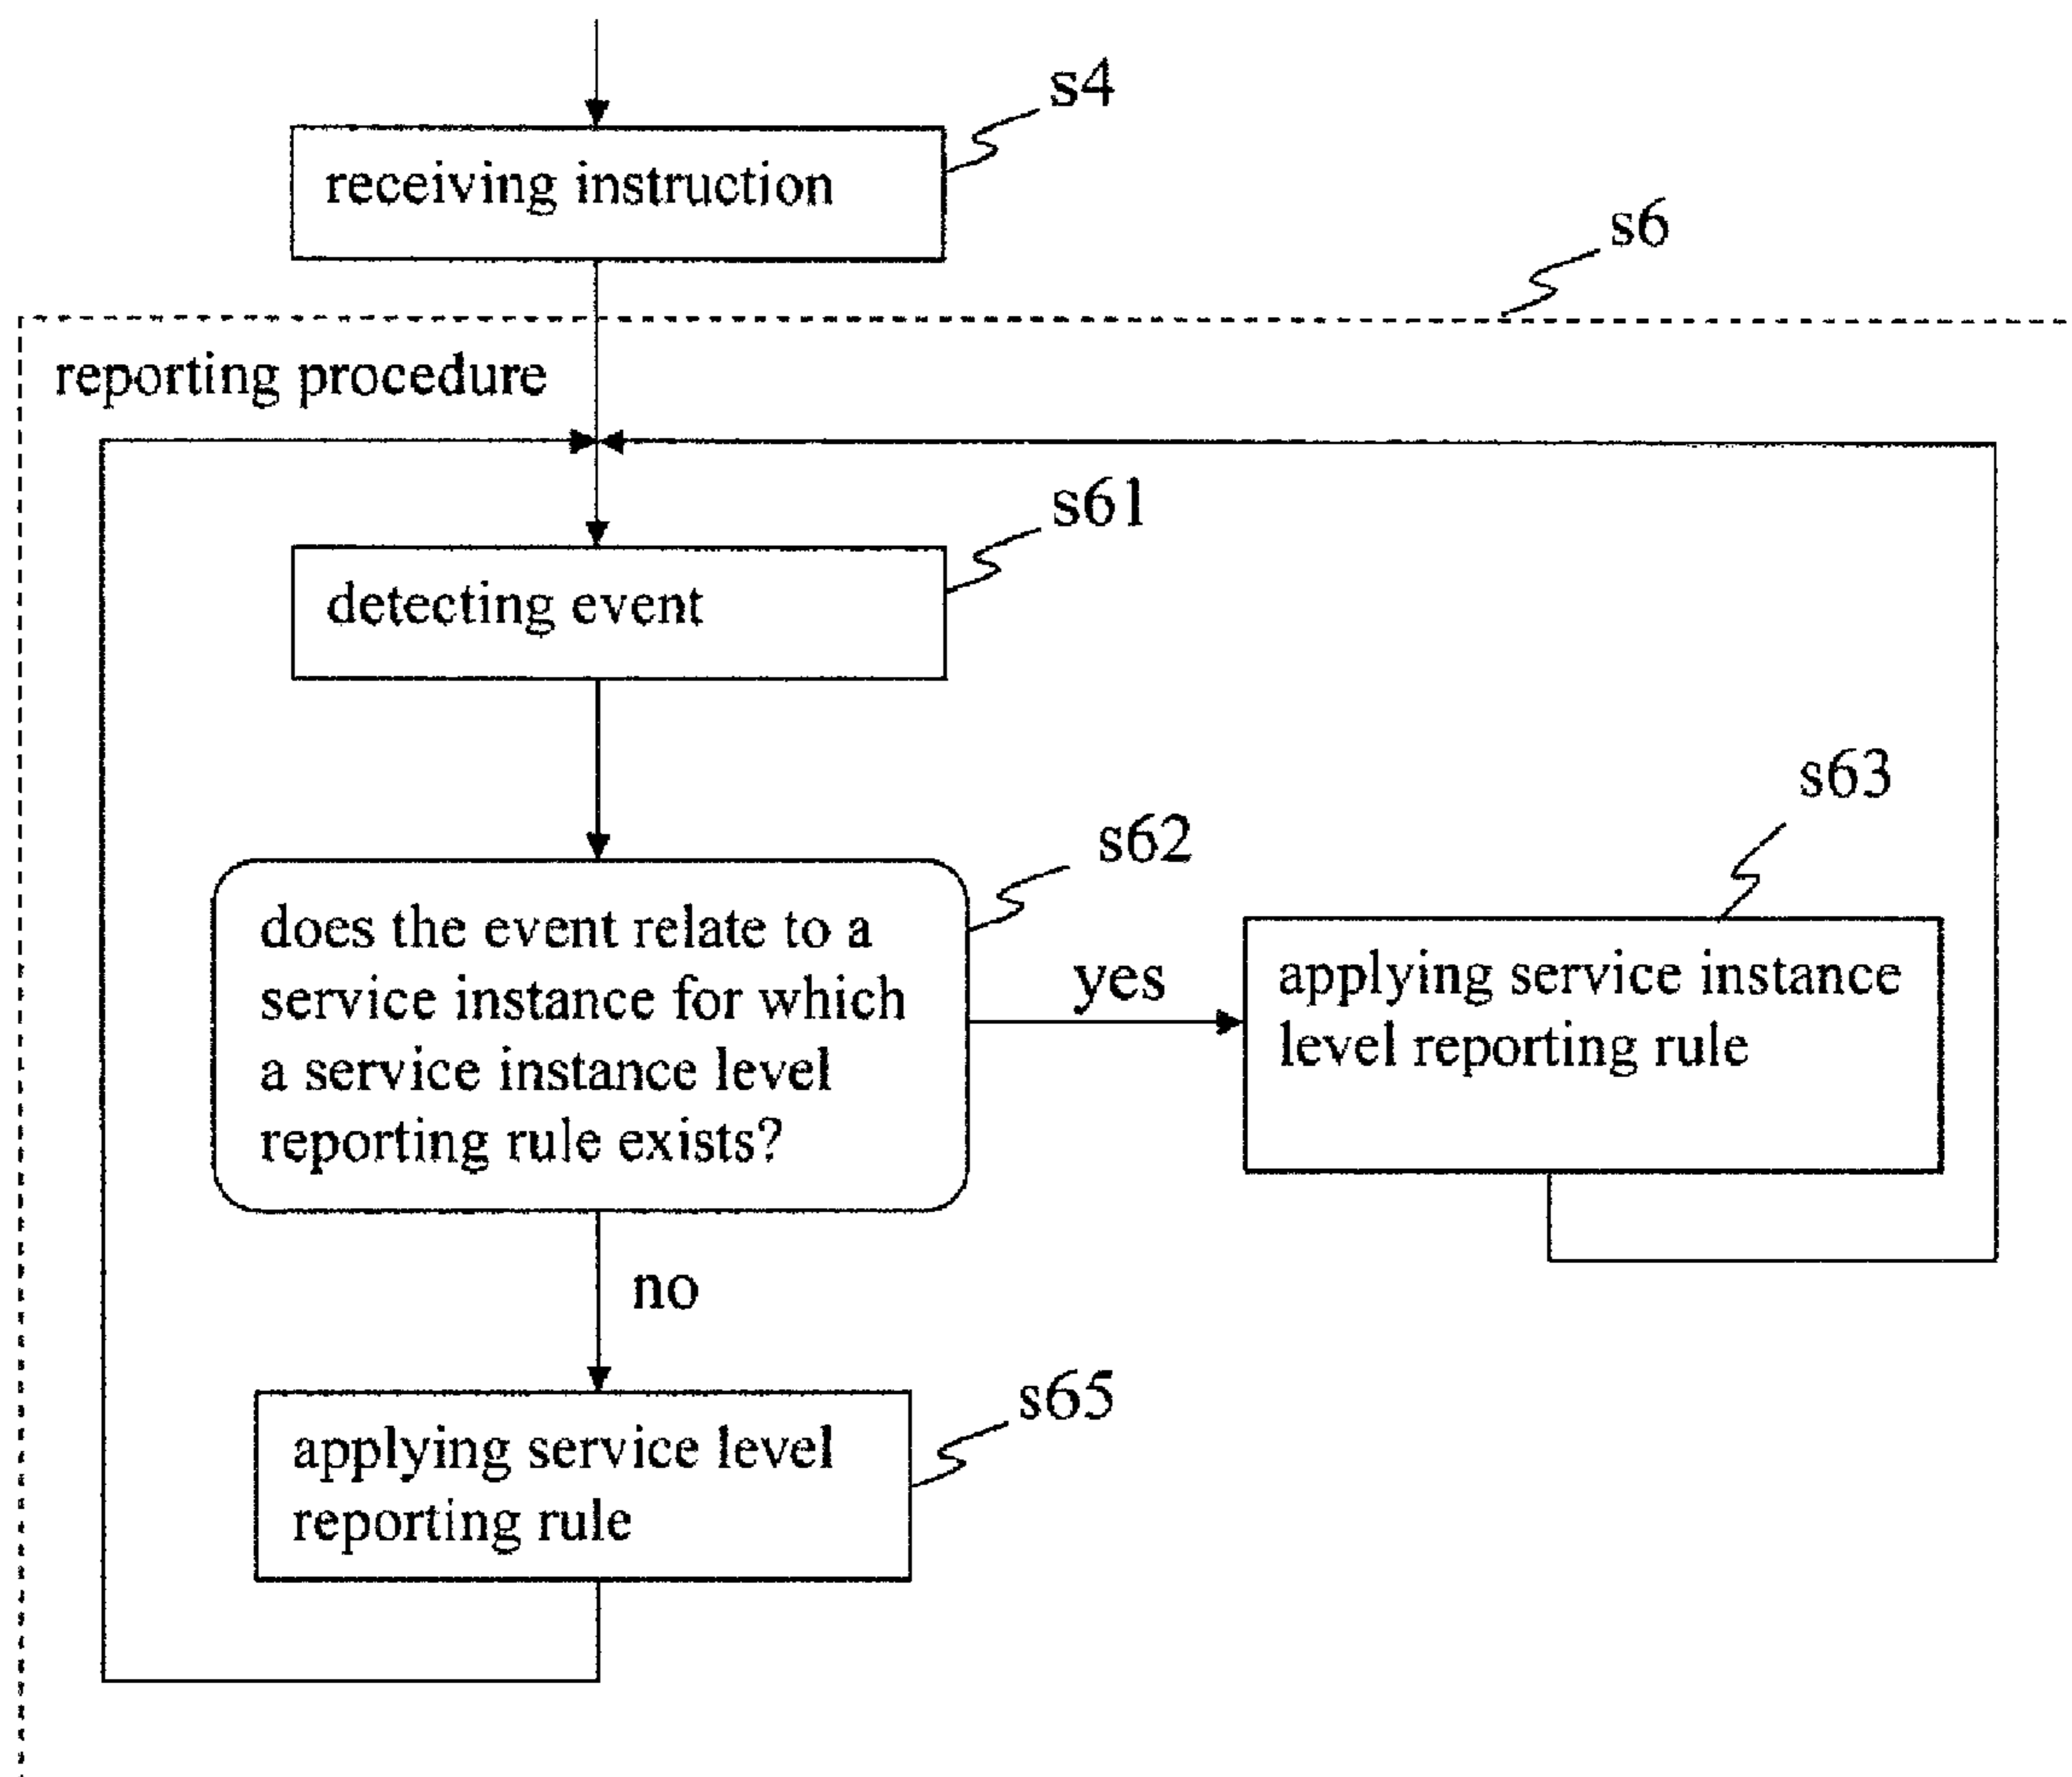 s4
receiving instruction
s6
reporting procedure
s61
detecting event
s62
does the event relate to a
service instance for which
a service instance level
reporting rule exists?
yes
s63
applying service instance
level reporting rule
no
s65
applying service level
reporting rule